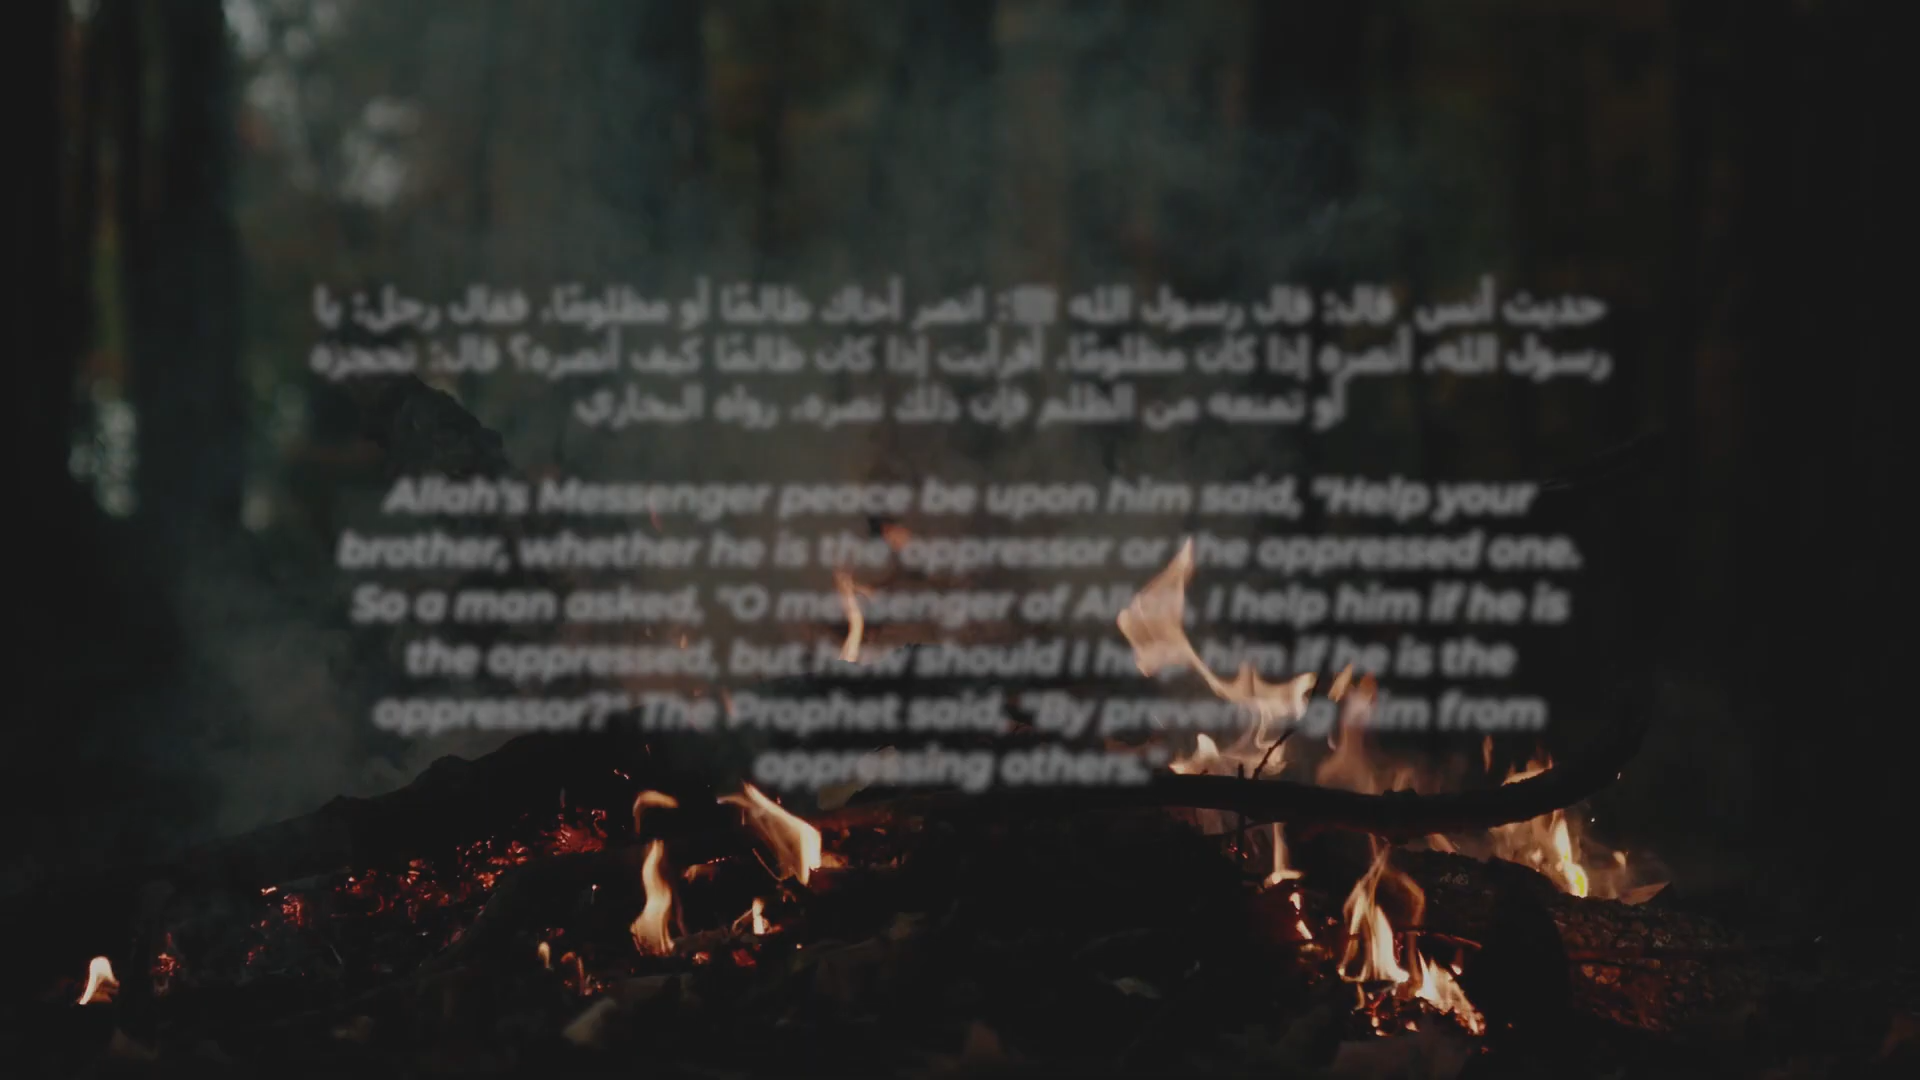 حديث أنس قال: قال رسول الله ﷺ: انصر أخاك ظالمًا أو مظلومًا، فقال رجل: يا
رسول الله، أنصره إذا كان مظلومًا، أفرأيت إذا كان ظالمًا كيف أنصره؟ قال: تحجزه
أو تمنعه من الظلم فإن ذلك نصره، رواه البخاري
Allah's Messenger peace be upon him said, "Help your
brother, whether he is the oppressor or the oppressed one.
So a man asked, "O messenger of Allah, I help him if he is
the oppressed, but how should I help him if he is the
oppressor?" The Prophet said, "By preventing him from
oppressing others."